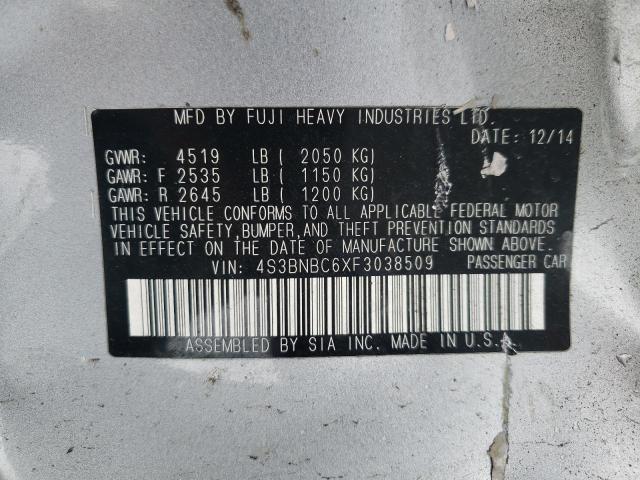 MFD BY FUJI HEAVY INDUSTRIES LTD.
DATE: 12/14
GVWR: 4519 LB ( 2050 KG)
GAWR: F 2535 LB ( 1150 KG)
GAWR: R 2645 LB ( 1200 KG)
THIS VEHICLE CONFORMS TO ALL APPLICABLE FEDERAL MOTOR
VEHICLE SAFETY, BUMPER, AND THEFT PREVENTION STANDARDS
IN EFFECT ON THE DATE OF MANUFACTURE SHOWN ABOVE.
VIN: 4S3BNBC6XF3038509 PASSENGER CAR
ASSEMBLED BY SIA INC. MADE IN U.S.A